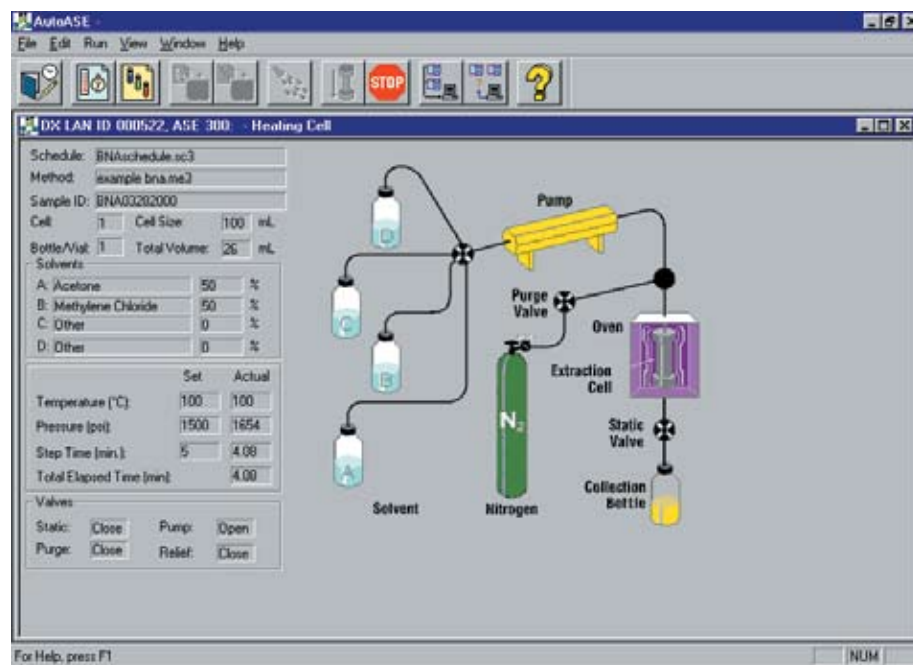 AutoASE -
File Edit Run View Window Help
STOP
?
DX LAN ID 000522, ASE 300: - Heating Cell
Schedule: BNAschedule.sc3
Method: example bna.me3
Sample ID: BNA03282000
Cell: 1 Cell Size: 100 mL
Bottle/Vial: 1 Total Volume: 26 mL
Solvents
A: Acetone 50 %
B: Methylene Chloride 50 %
C: Other 0 %
D: Other 0 %
Set Actual
Temperature (°C): 100 100
Pressure (psi): 1500 1654
Step Time (min.): 5 4.08
Total Elapsed Time (min): 4.08
Valves
Static: Close Pump: Open
Purge: Close Relief: Close
D
C
B
A
Solvent
Pump
Purge
Valve
N2
Nitrogen
Oven
Extraction
Cell
Static
Valve
Collection
Bottle
For Help, press F1
NUM